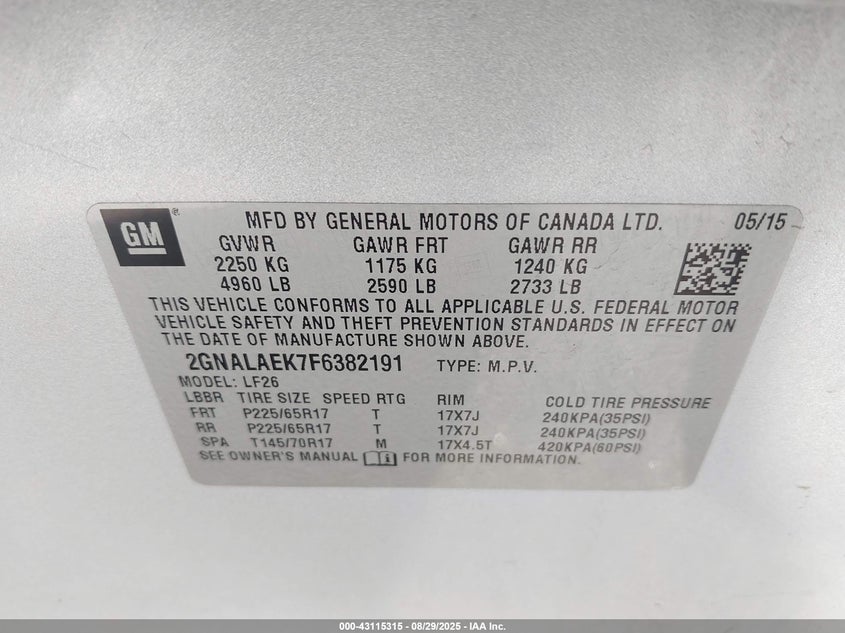 GM ® MFD BY GENERAL MOTORS OF CANADA LTD. 05/15
GVWR GAWR FRT GAWR RR
2250 KG 1175 KG 1240 KG
4960 LB 2590 LB 2733 LB
THIS VEHICLE CONFORMS TO ALL APPLICABLE U.S. FEDERAL MOTOR
VEHICLE SAFETY AND THEFT PREVENTION STANDARDS IN EFFECT ON
THE DATE OF MANUFACTURE SHOWN ABOVE.
2GNALAEK7F6382191 TYPE: M.P.V.
MODEL: LF26
LBBR TIRE SIZE SPEED RTG RIM COLD TIRE PRESSURE
FRT P225/65R17 T 17X7J 240KPA(35PSI)
RR P225/65R17 T 17X7J 240KPA(35PSI)
SPA T145/70R17 M 17X4.5T 420KPA(60PSI)
SEE OWNER'S MANUAL FOR MORE INFORMATION.
000-43115315 - 08/29/2025 - IAA Inc.